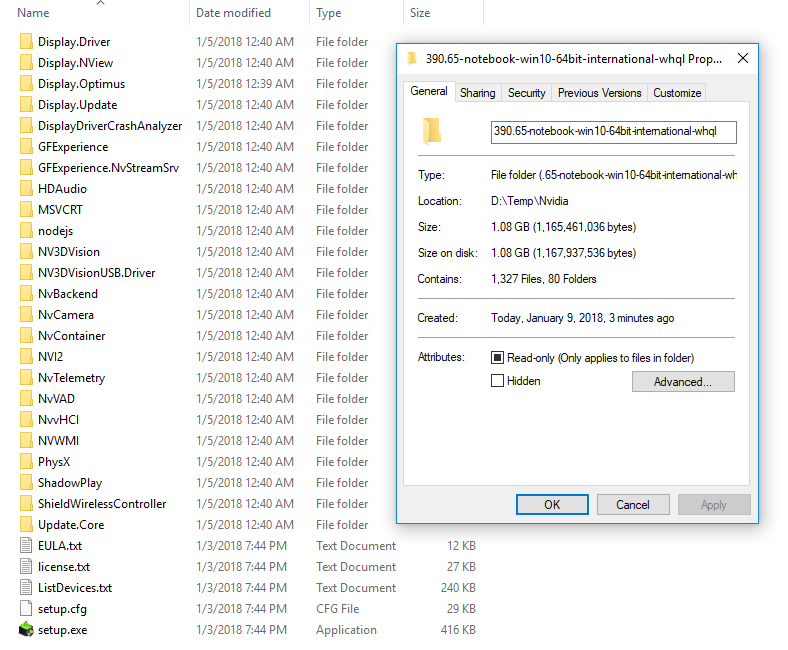 Name Date modified Type Size
Display.Driver 1/5/2018 12:40 AM File folder
Display.NView 1/5/2018 12:40 AM File folder
Display.Optimus 1/5/2018 12:39 AM File folder
Display.Update 1/5/2018 12:40 AM File folder
DisplayDriverCrashAnalyzer 1/5/2018 12:40 AM File folder
GFExperience 1/5/2018 12:40 AM File folder
GFExperience.NvStreamSrv 1/5/2018 12:40 AM File folder
HDAudio 1/5/2018 12:40 AM File folder
MSVCRT 1/5/2018 12:40 AM File folder
nodejs 1/5/2018 12:40 AM File folder
NV3DVision 1/5/2018 12:40 AM File folder
NV3DVisionUSB.Driver 1/5/2018 12:40 AM File folder
NvBackend 1/5/2018 12:40 AM File folder
NvCamera 1/5/2018 12:40 AM File folder
NvContainer 1/5/2018 12:40 AM File folder
NVI2 1/5/2018 12:40 AM File folder
NvTelemetry 1/5/2018 12:40 AM File folder
NvVAD 1/5/2018 12:40 AM File folder
NvvHCI 1/5/2018 12:40 AM File folder
NVWMI 1/5/2018 12:40 AM File folder
PhysX 1/5/2018 12:40 AM File folder
ShadowPlay 1/5/2018 12:40 AM File folder
ShieldWirelessController 1/5/2018 12:40 AM File folder
Update.Core 1/5/2018 12:40 AM File folder
EULA.txt 1/3/2018 7:44 PM Text Document 12 KB
license.txt 1/3/2018 7:44 PM Text Document 27 KB
ListDevices.txt 1/3/2018 7:44 PM Text Document 240 KB
setup.cfg 1/3/2018 7:44 PM CFG File 29 KB
setup.exe 1/3/2018 7:44 PM Application 416 KB
390.65-notebook-win10-64bit-international-whql Prop...
General Sharing Security Previous Versions Customize
390.65-notebook-win10-64bit-international-whql
Type: File folder (.65-notebook-win10-64bit-international-wh
Location: D:\Temp\Nvidia
Size: 1.08 GB (1,165,461,036 bytes)
Size on disk: 1.08 GB (1,167,937,536 bytes)
Contains: 1,327 Files, 80 Folders
Created: Today, January 9, 2018, 3 minutes ago
Attributes: Read-only (Only applies to files in folder)
Hidden Advanced...
OK Cancel Apply